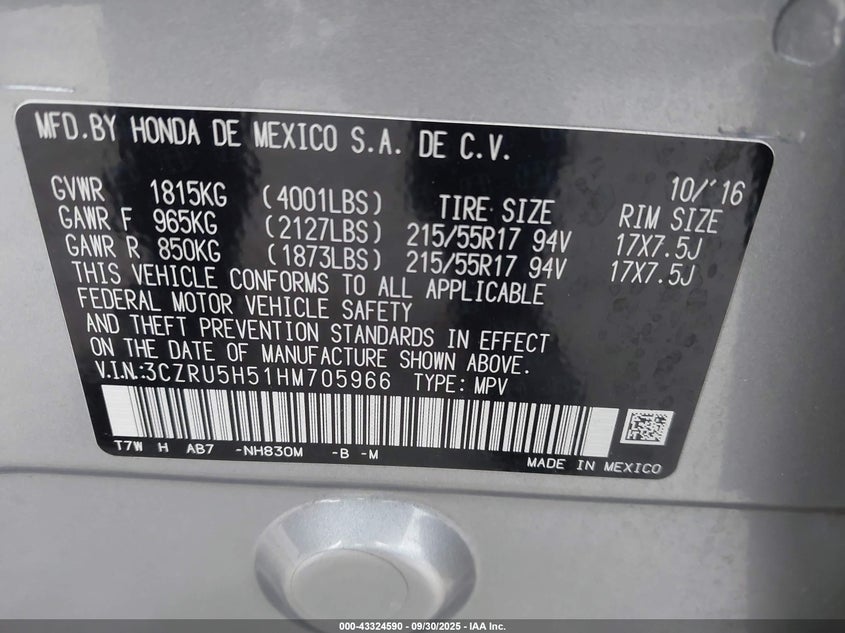 MFD.BY HONDA DE MEXICO S.A. DE C.V.
10/'16
GVWR 1815KG (4001LBS) TIRE SIZE RIM SIZE
GAWR F 965KG (2127LBS) 215/55R17 94V 17X7.5J
GAWR R 850KG (1873LBS) 215/55R17 94V 17X7.5J
THIS VEHICLE CONFORMS TO ALL APPLICABLE
FEDERAL MOTOR VEHICLE SAFETY
AND THEFT PREVENTION STANDARDS IN EFFECT
ON THE DATE OF MANUFACTURE SHOWN ABOVE.
V.I.N.:3CZRU5H51HM705966 TYPE: MPV
T7W H AB7 -NH830M -B -M
MADE IN MEXICO
000-43324590 - 09/30/2025 - IAA Inc.